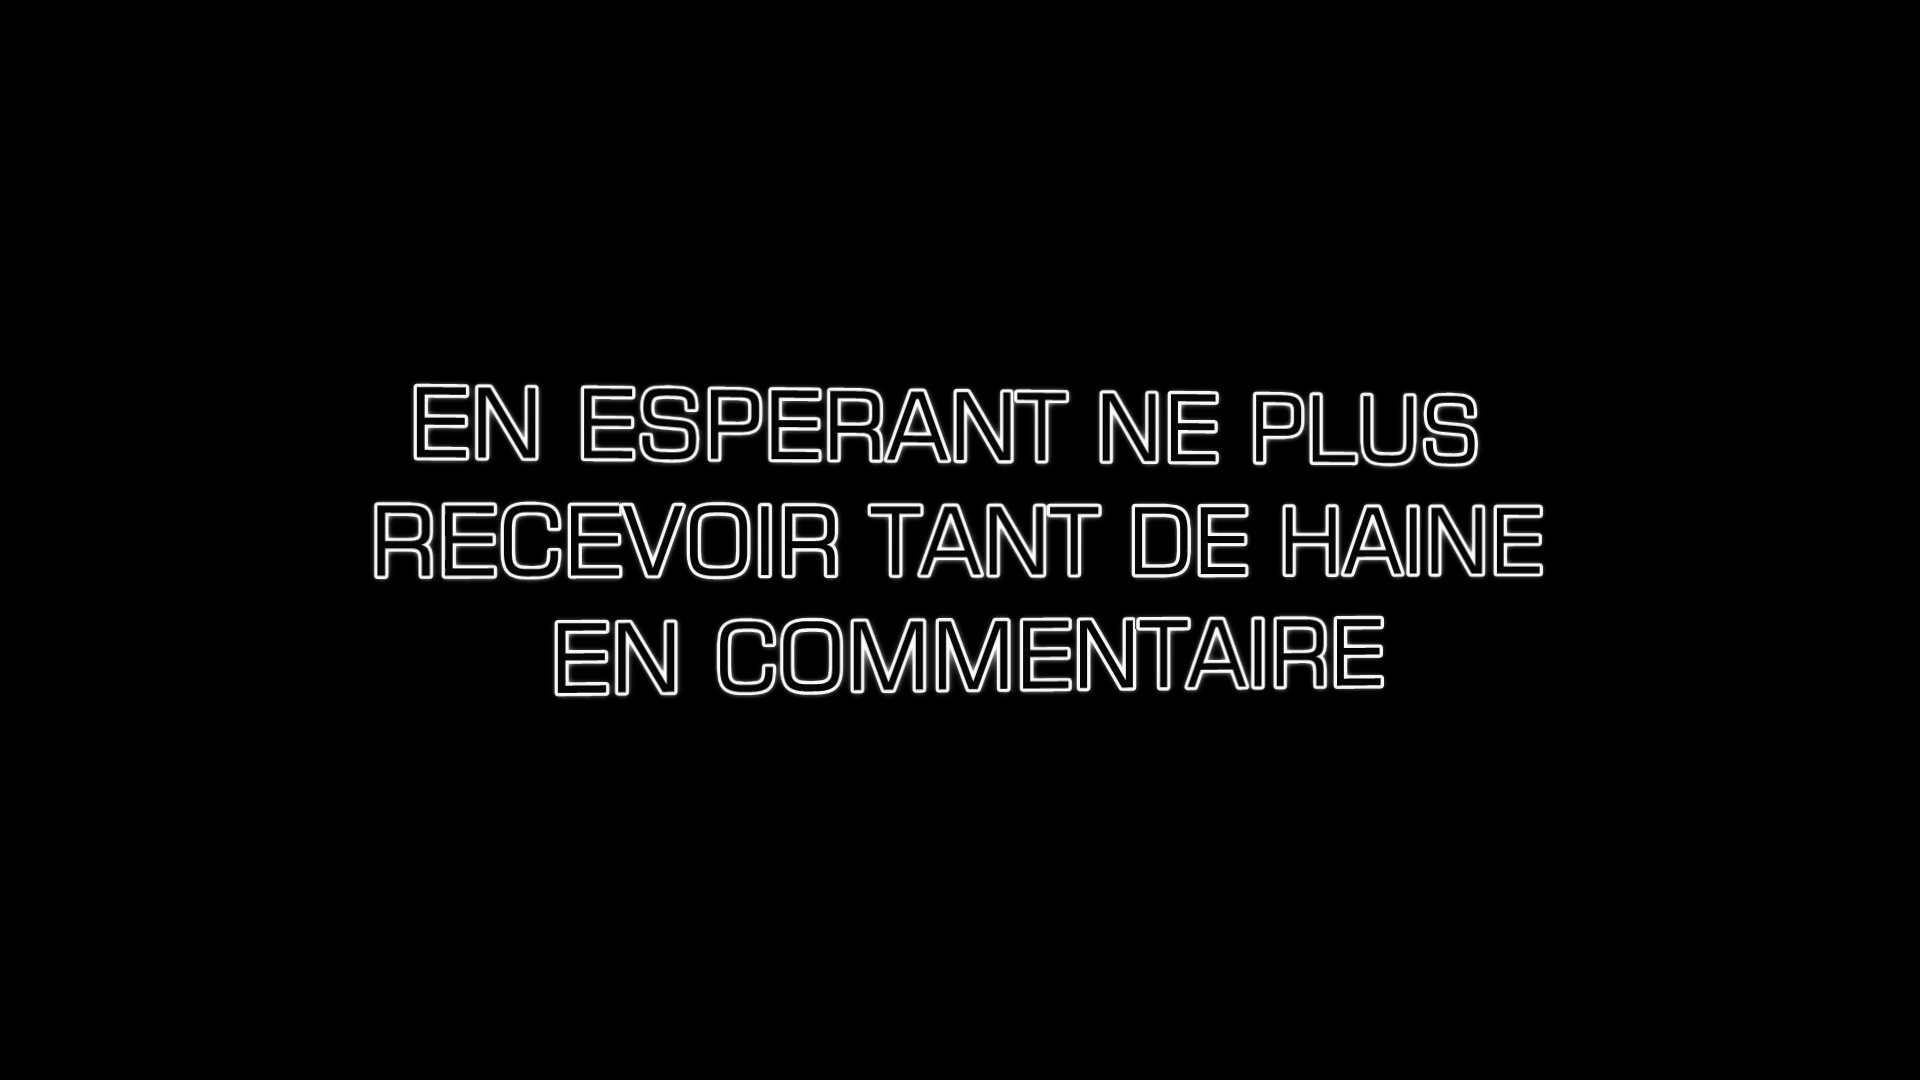 EN ESPERANT NE PLUS
RECEVOIR TANT DE HAINE
EN COMMENTAIRE